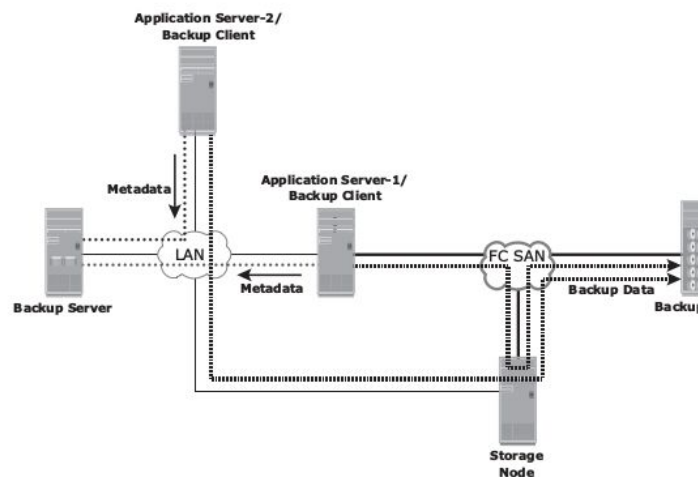 Application Server-2/
Backup Client
Metadata
Application Server-1/
Backup Client
LAN
FC SAN
Metadata
Backup Data
Backup Server
Backup
Storage
Node